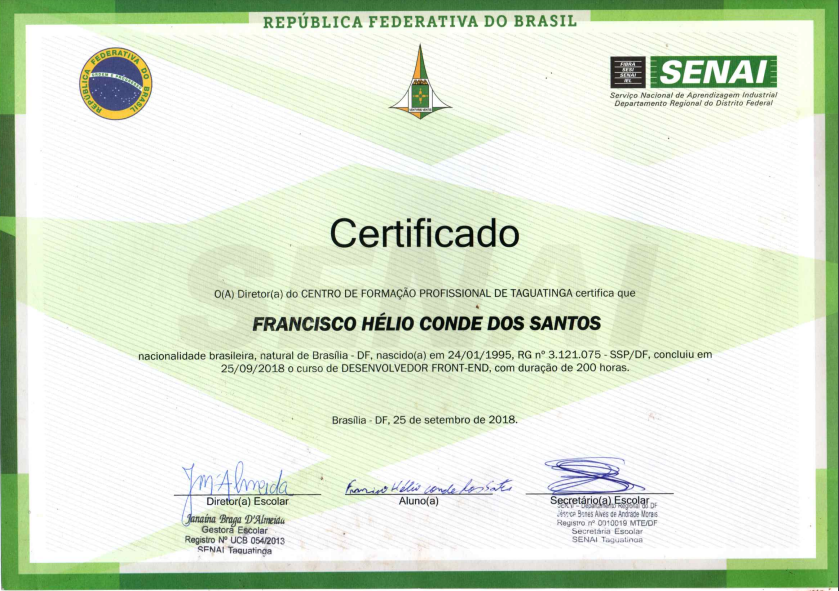 REPÚBLICA FEDERATIVA DO BRASIL
REPÚBLICA FEDERATIVA DO BRASIL
ORDEM E PROGRESSO
FIBRA
SESI
SENAI
IEL
SENAI
Serviço Nacional de Aprendizagem Industrial
Departamento Regional do Distrito Federal
Certificado
SENAI
O(A) Diretor(a) do CENTRO DE FORMAÇÃO PROFISSIONAL DE TAGUATINGA certifica que
FRANCISCO HÉLIO CONDE DOS SANTOS
nacionalidade brasileira, natural de Brasília - DF, nascido(a) em 24/01/1995, RG nº 3.121.075 - SSP/DF, concluiu em
25/09/2018 o curso de DESENVOLVEDOR FRONT-END, com duração de 200 horas.
Brasília - DF, 25 de setembro de 2018.
JMAlmeida
Francisco Hélio conde dos Santos
Diretor(a) Escolar
Aluno(a)
Secretário(a) Escolar
Janaína Braga D'Almeida
Gestora Escolar
Registro Nº UCB 054/2013
SENAI Taguatinga
Departamento Regional do DF
Alves de Andrade Morais
Registro nº 0010019 MTE/DF
Secretária Escolar
SENAI Taguatinga